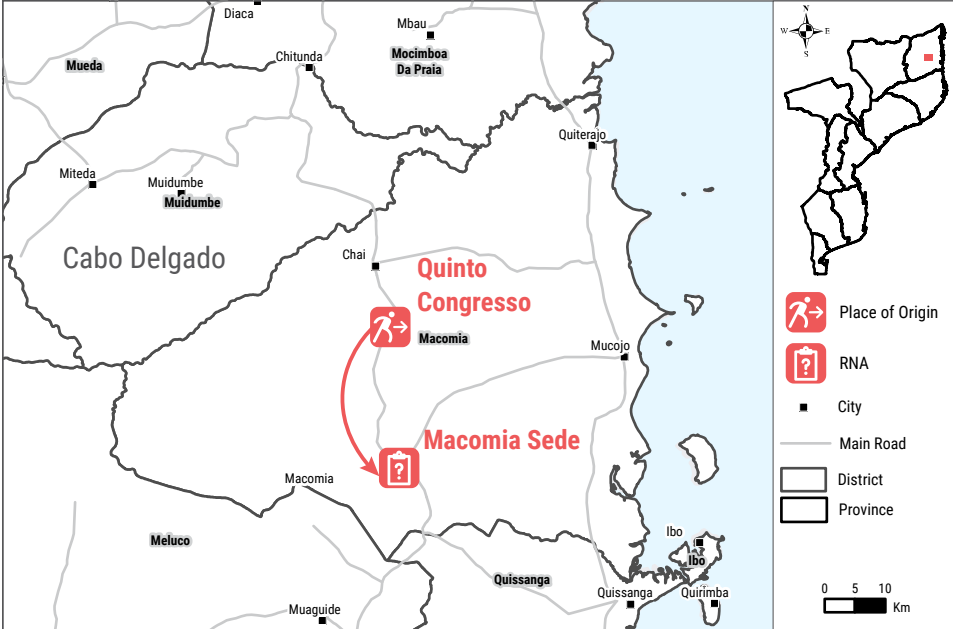 Diaca
Mbau
Mocimboa
Da Praia
Chitunda
Mueda
Quiterajo
Miteda
Muidumbe
Muidumbe
Cabo Delgado
Chai
Quinto
Congresso
Macomia
Mucojo
Macomia Sede
Macomia
Meluco
Ibo
Ibo
Quissanga
Quissanga
Quirimba
Muaguide
N
W
E
S
Place of Origin
?
RNA
City
Main Road
District
Province
0 5 10
Km
?